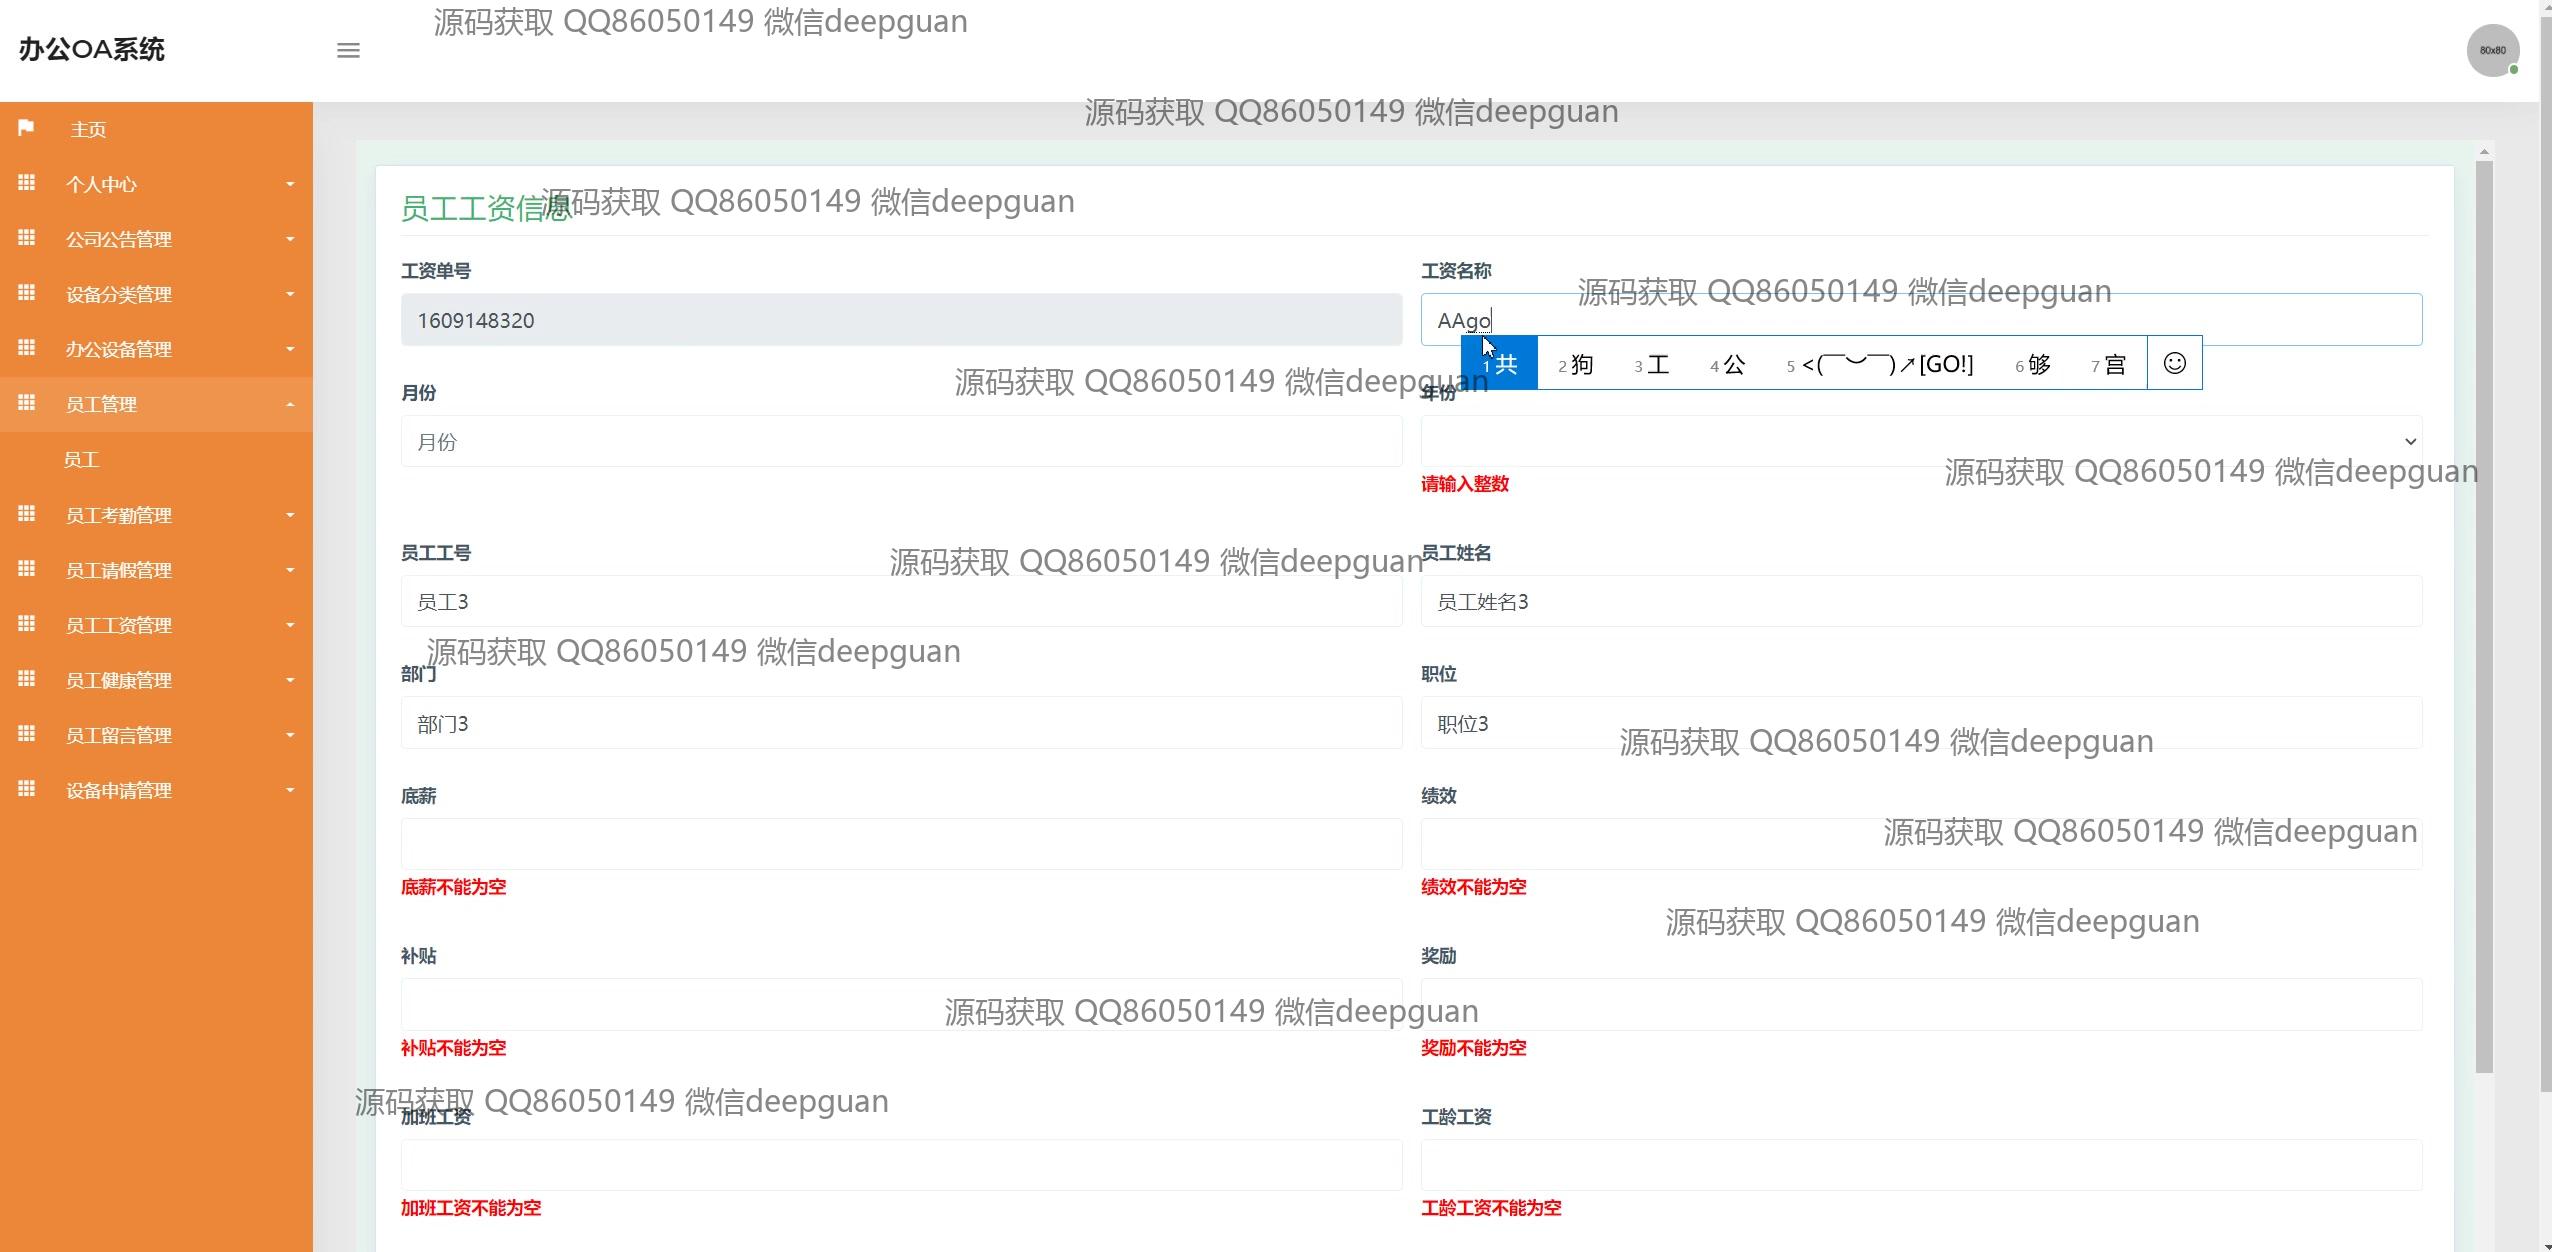 源码获取 QQ86050149 微信deepguan
办公OA系统
80x80
源码获取 QQ86050149 微信deepguan
主页
个人中心
公司公告管理
设备分类管理
办公设备管理
员工管理
员工
员工考勤管理
员工请假管理
员工工资管理
员工健康管理
员工留言管理
设备申请管理
员工工资信息
源码获取 QQ86050149 微信deepguan
工资单号
工资名称
源码获取 QQ86050149 微信deepguan
1609148320
AAgo
1共 2狗 3工 4公 5<(￣︶￣)↗[GO!] 6够 7宫
源码获取 QQ86050149 微信deepguan
月份
年份
月份
请输入整数
源码获取 QQ86050149 微信deepguan
员工工号
源码获取 QQ86050149 微信deepguan
员工姓名
员工3
员工姓名3
源码获取 QQ86050149 微信deepguan
部门
职位
部门3
职位3
源码获取 QQ86050149 微信deepguan
底薪
绩效
源码获取 QQ86050149 微信deepguan
底薪不能为空
绩效不能为空
源码获取 QQ86050149 微信deepguan
补贴
奖励
源码获取 QQ86050149 微信deepguan
补贴不能为空
奖励不能为空
源码获取 QQ86050149 微信deepguan
加班工资
工龄工资
加班工资不能为空
工龄工资不能为空